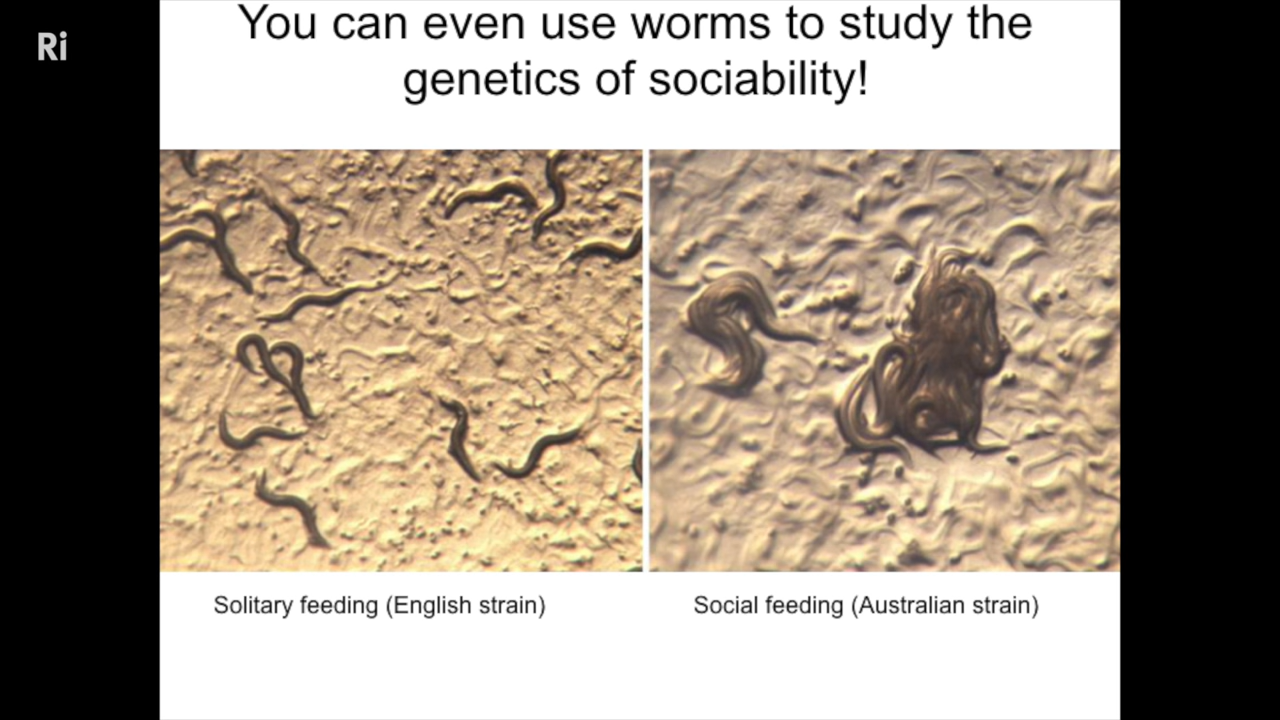 Ri
You can even use worms to study the
genetics of sociability!
Solitary feeding (English strain)
Social feeding (Australian strain)